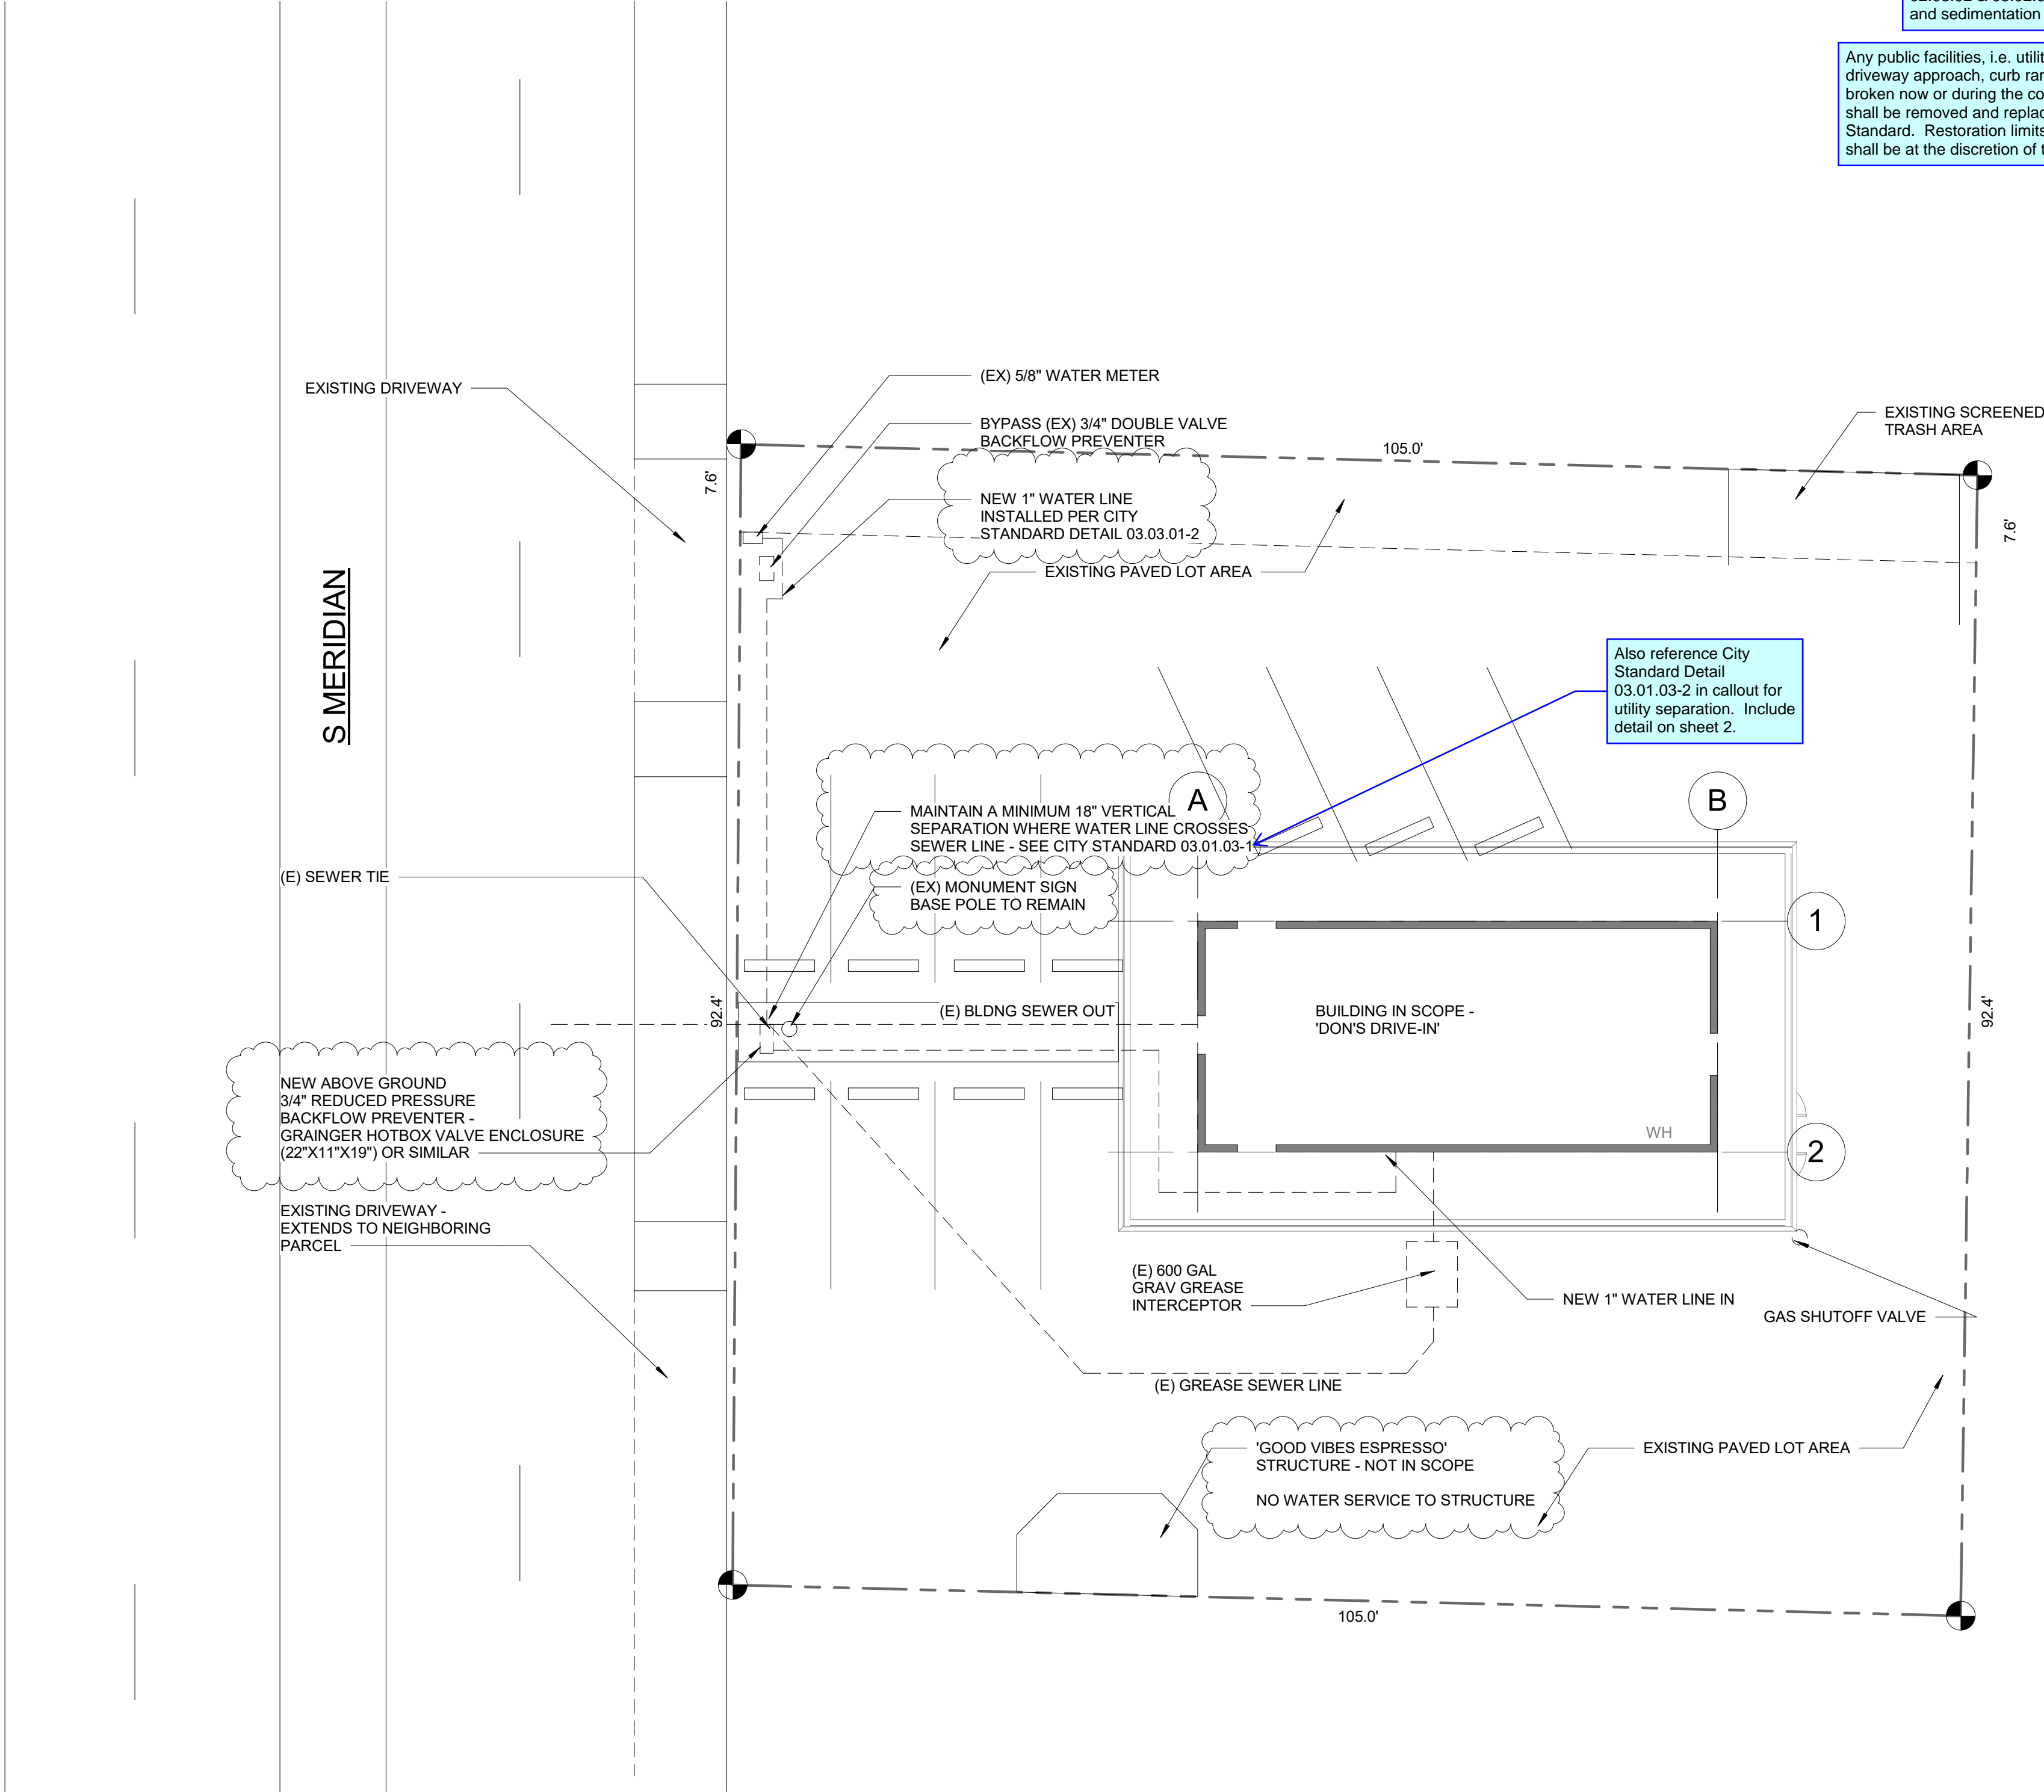 and sedimentation
Any public facilities, i.e.
driveway approach, curb
broken now or during the
shall be removed and
Standard.  Restoration limits
shall be at the discretion of
(EX) 5/8" WATER METER
EXISTING DRIVEWAY
BYPASS (EX) 3/4" DOUBLE VALVE
BACKFLOW PREVENTER
EXISTING SCREENED
TRASH AREA
105.0'
7.6'
7.6'
NEW 1" WATER LINE
INSTALLED PER CITY
STANDARD DETAIL 03.03.01-2
EXISTING PAVED LOT AREA
S MERIDIAN
Also reference City
Standard Detail
03.01.03-2 in callout for
utility separation.  Include
detail on sheet 2.
A
B
MAINTAIN A MINIMUM 18" VERTICAL
SEPARATION WHERE WATER LINE CROSSES
SEWER LINE - SEE CITY STANDARD 03.01.03-1
(E) SEWER TIE
(EX) MONUMENT SIGN
BASE POLE TO REMAIN
1
92.4'
(E) BLDNG SEWER OUT
BUILDING IN SCOPE -
'DON'S DRIVE-IN'
92.4'
NEW ABOVE GROUND
3/4" REDUCED PRESSURE
BACKFLOW PREVENTER -
GRAINGER HOTBOX VALVE ENCLOSURE
(22"X11"X19") OR SIMILAR
WH
2
EXISTING DRIVEWAY -
EXTENDS TO NEIGHBORING
PARCEL
(E) 600 GAL
GRAV GREASE
INTERCEPTOR
NEW 1" WATER LINE IN
GAS SHUTOFF VALVE
(E) GREASE SEWER LINE
'GOOD VIBES ESPRESSO'
STRUCTURE - NOT IN SCOPE
NO WATER SERVICE TO STRUCTURE
EXISTING PAVED LOT AREA
105.0'